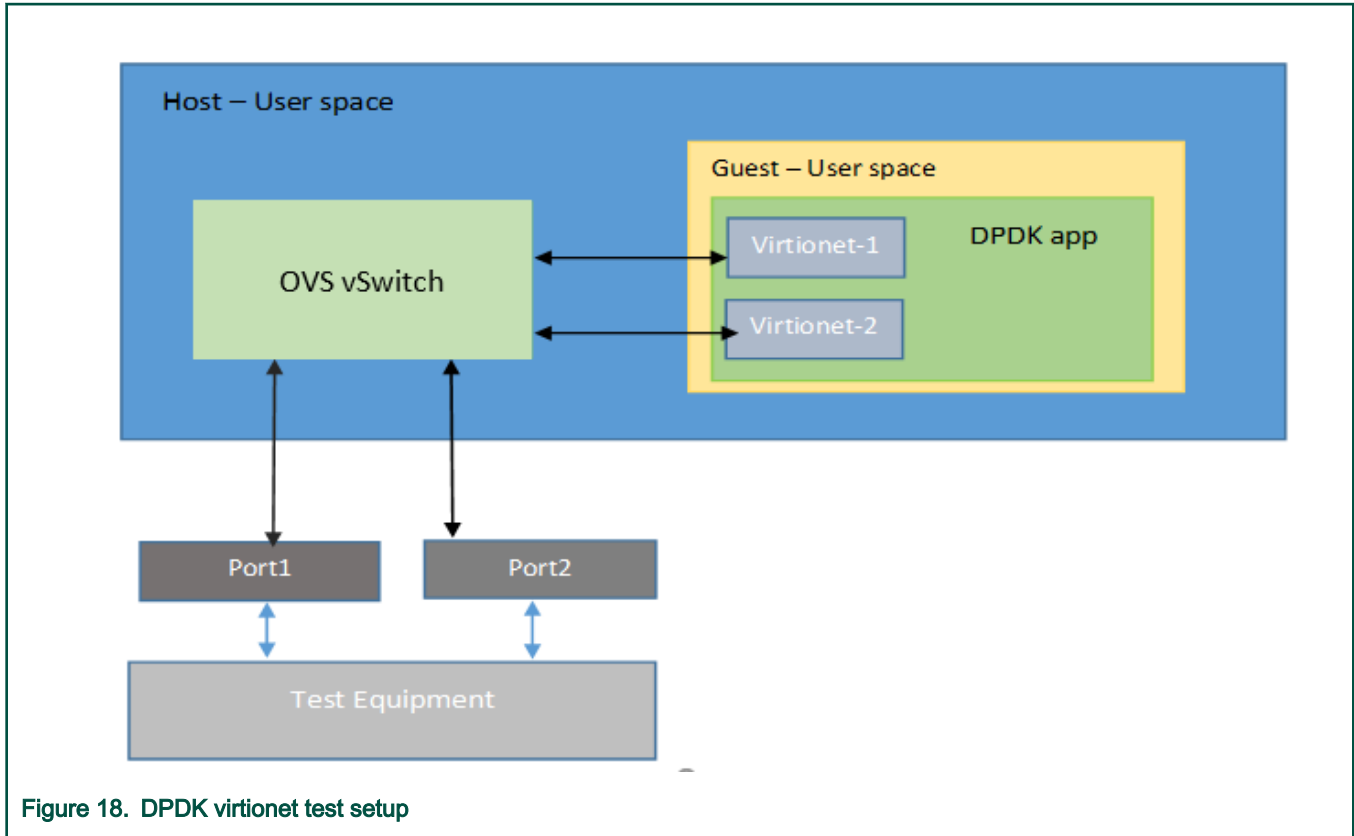 Host – User space
Guest – User space
DPDK app
Virtionet-1
OVS vSwitch
Virtionet-2
Port1
Port2
Test Equipment
Figure 18. DPDK virtionet test setup